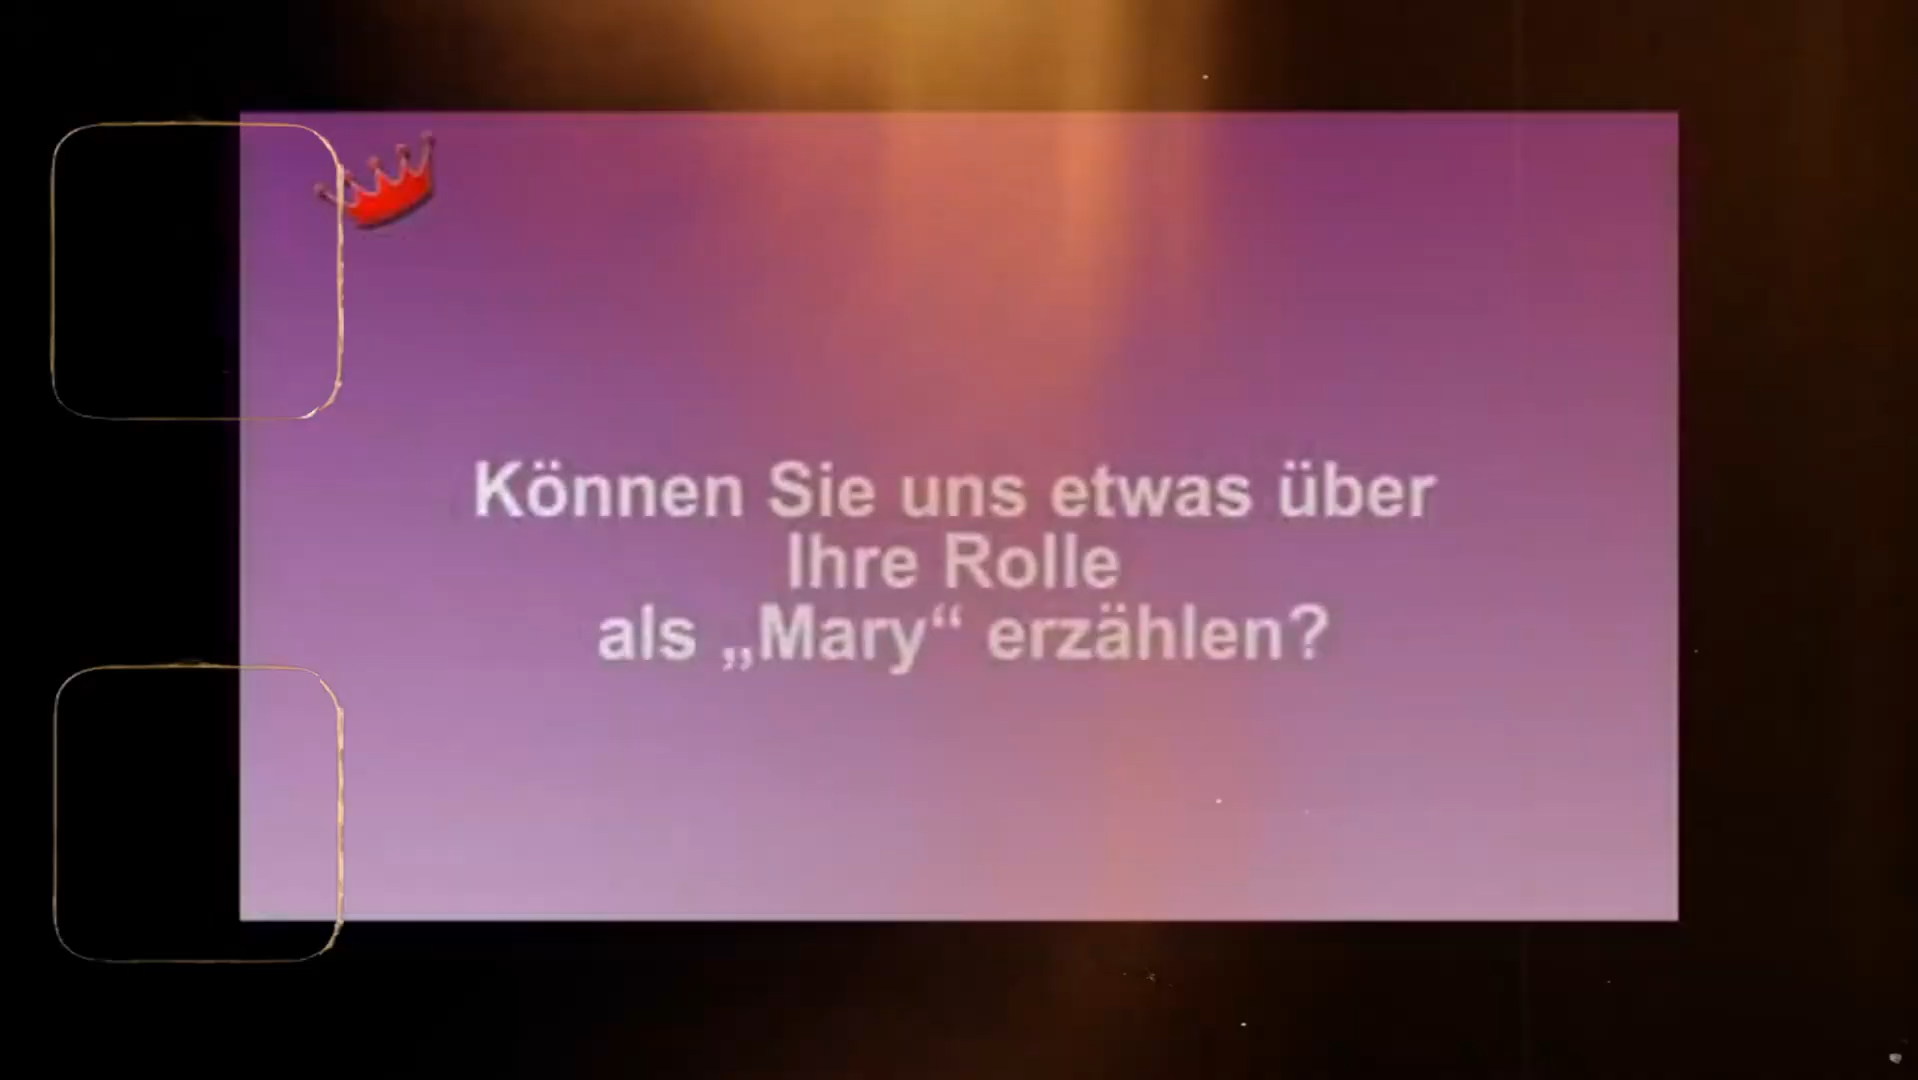 Können Sie uns etwas über
Ihre Rolle
als „Mary“ erzählen?